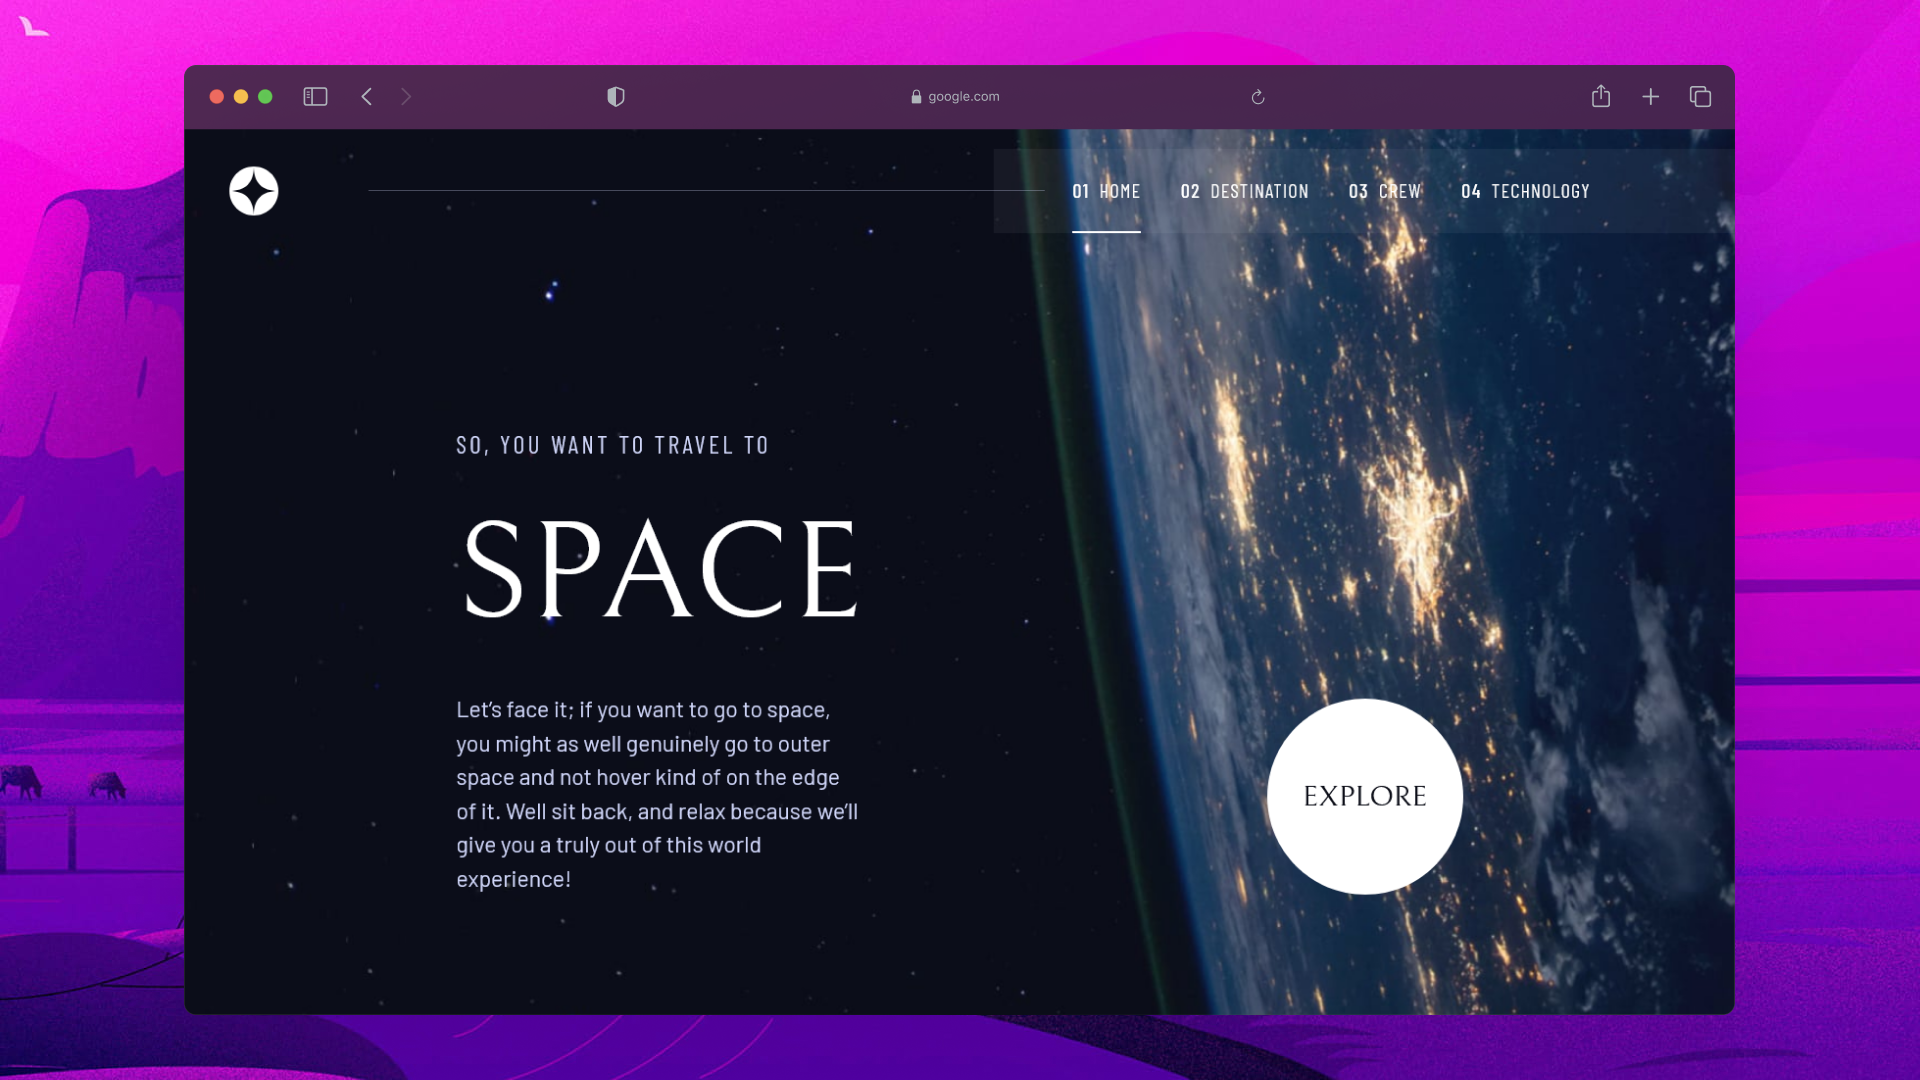 google.com
01 HOME 02 DESTINATION 03 CREW 04 TECHNOLOGY
SO, YOU WANT TO TRAVEL TO
SPACE
Let’s face it; if you want to go to space,
you might as well genuinely go to outer
space and not hover kind of on the edge
of it. Well sit back, and relax because we’ll
give you a truly out of this world
experience!
EXPLORE